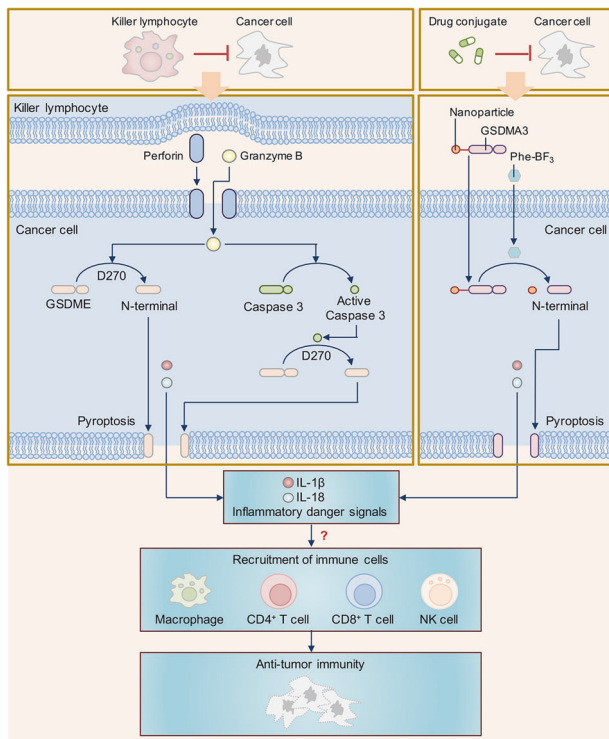 Killer lymphocyte
Cancer cell
Drug conjugate
Cancer cell
Killer lymphocyte
Perforin
Granzyme B
Cancer cell
D270
GSDME
N-terminal
Caspase 3
Active
Caspase 3
D270
Pyroptosis
Nanoparticle
GSDMA3
Phe-BF₃
Cancer cell
N-terminal
Pyroptosis
IL-1β
IL-18
Inflammatory danger signals
?
Recruitment of immune cells
Macrophage
CD4⁺ T cell
CD8⁺ T cell
NK cell
Anti-tumor immunity